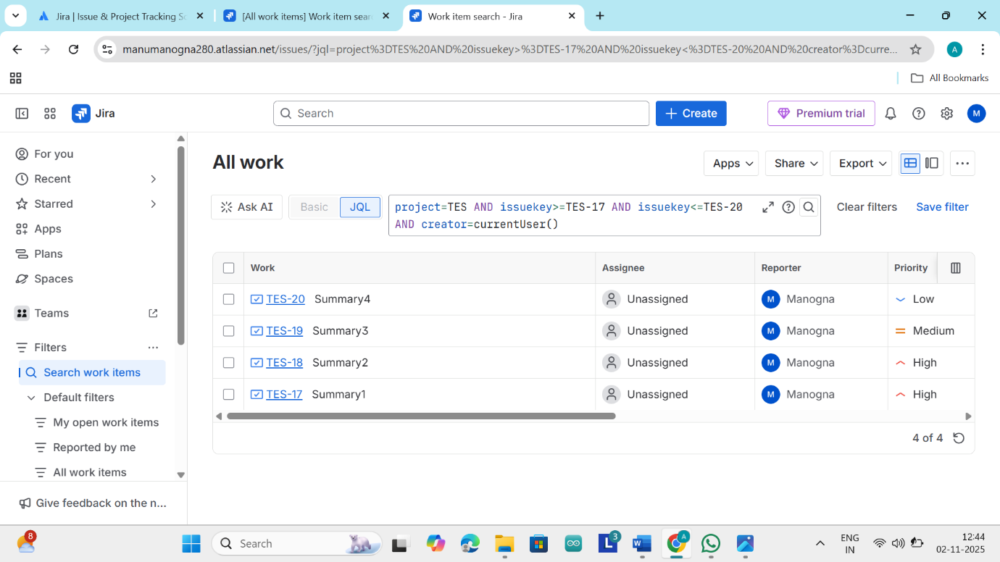 Jira | Issue & Project Tracking So
[All work items] Work item sear
Work item search - Jira
manumanogna280.atlassian.net/issues/?jql=project%3DTES%20AND%20issuekey>%3DTES-17%20AND%20issuekey<%3DTES-20%20AND%20creator%3Dcurre...
A
All Bookmarks
Jira
Search
Create
Premium trial
M
For you
Recent
Starred
Apps
Plans
Spaces
Teams
Filters
Search work items
Default filters
My open work items
Reported by me
All work items
Give feedback on the n...
All work
Apps
Share
Export
Ask AI
Basic
JQL
project=TES AND issuekey>=TES-17 AND issuekey<=TES-20
AND creator=currentUser()
Clear filters
Save filter
Work Assignee Reporter Priority
TES-20 Summary4 Unassigned M Manogna Low
TES-19 Summary3 Unassigned M Manogna Medium
TES-18 Summary2 Unassigned M Manogna High
TES-17 Summary1 Unassigned M Manogna High
4 of 4
8
Search
L
3
W
A
ENG
IN
12:44
02-11-2025